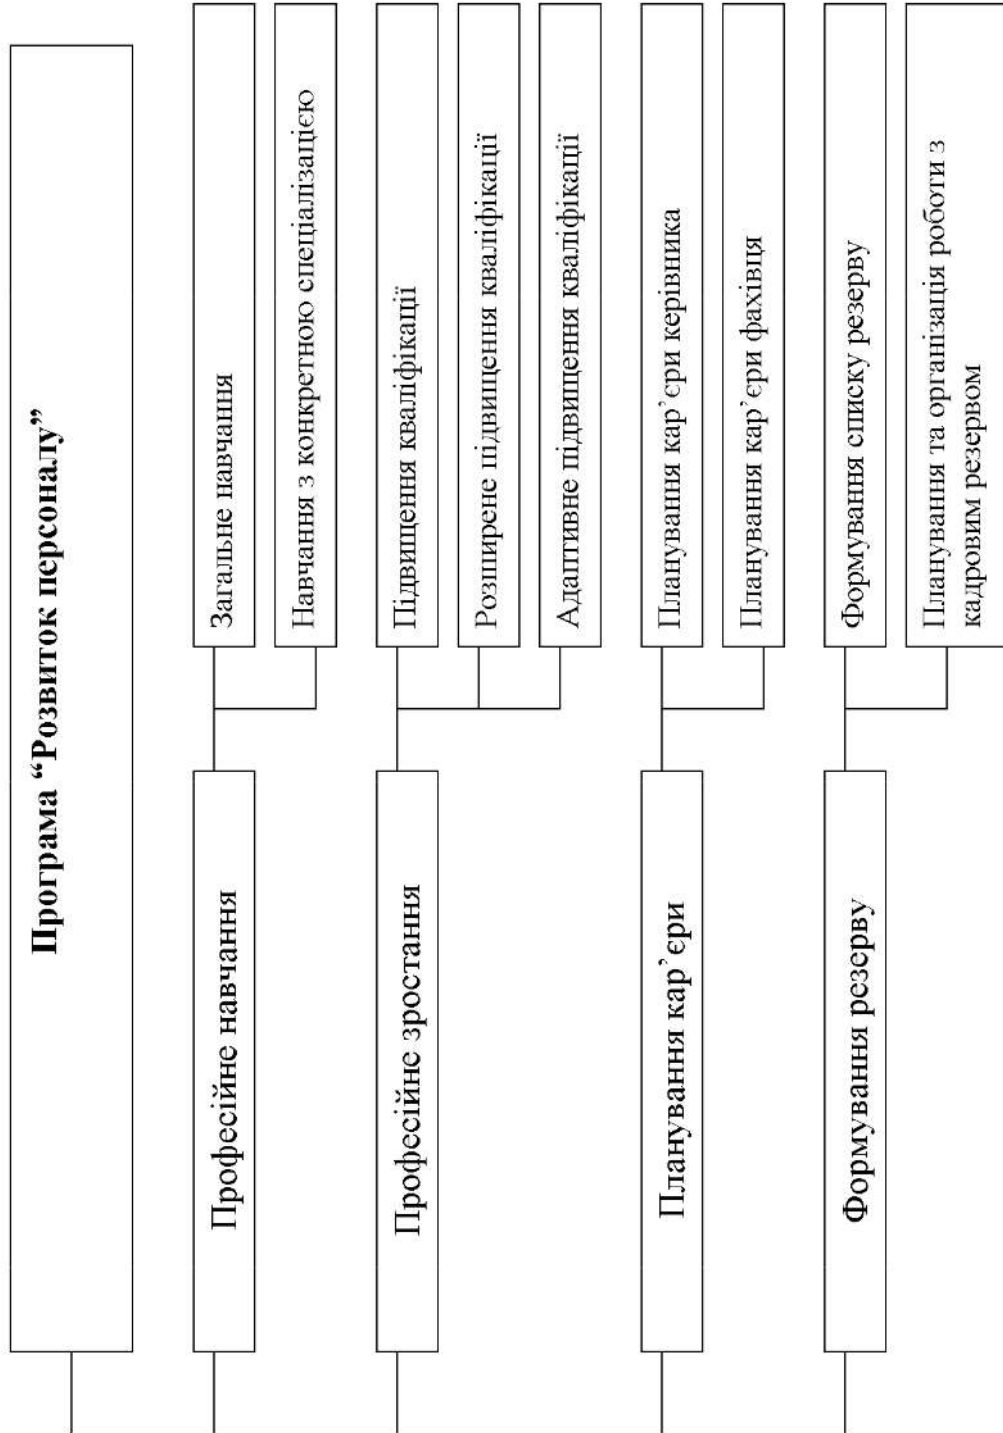 Програма “Розвиток персоналу”
Професійне навчання
Загальне навчання
Навчання з конкретною спеціалізацією
Професійне зростання
Підвищення кваліфікації
Розширене підвищення кваліфікації
Адаптивне підвищення кваліфікації
Планування кар’єри
Планування кар’єри керівника
Планування кар’єри фахівця
Формування резерву
Формування списку резерву
Планування та організація роботи з
кадровим резервом